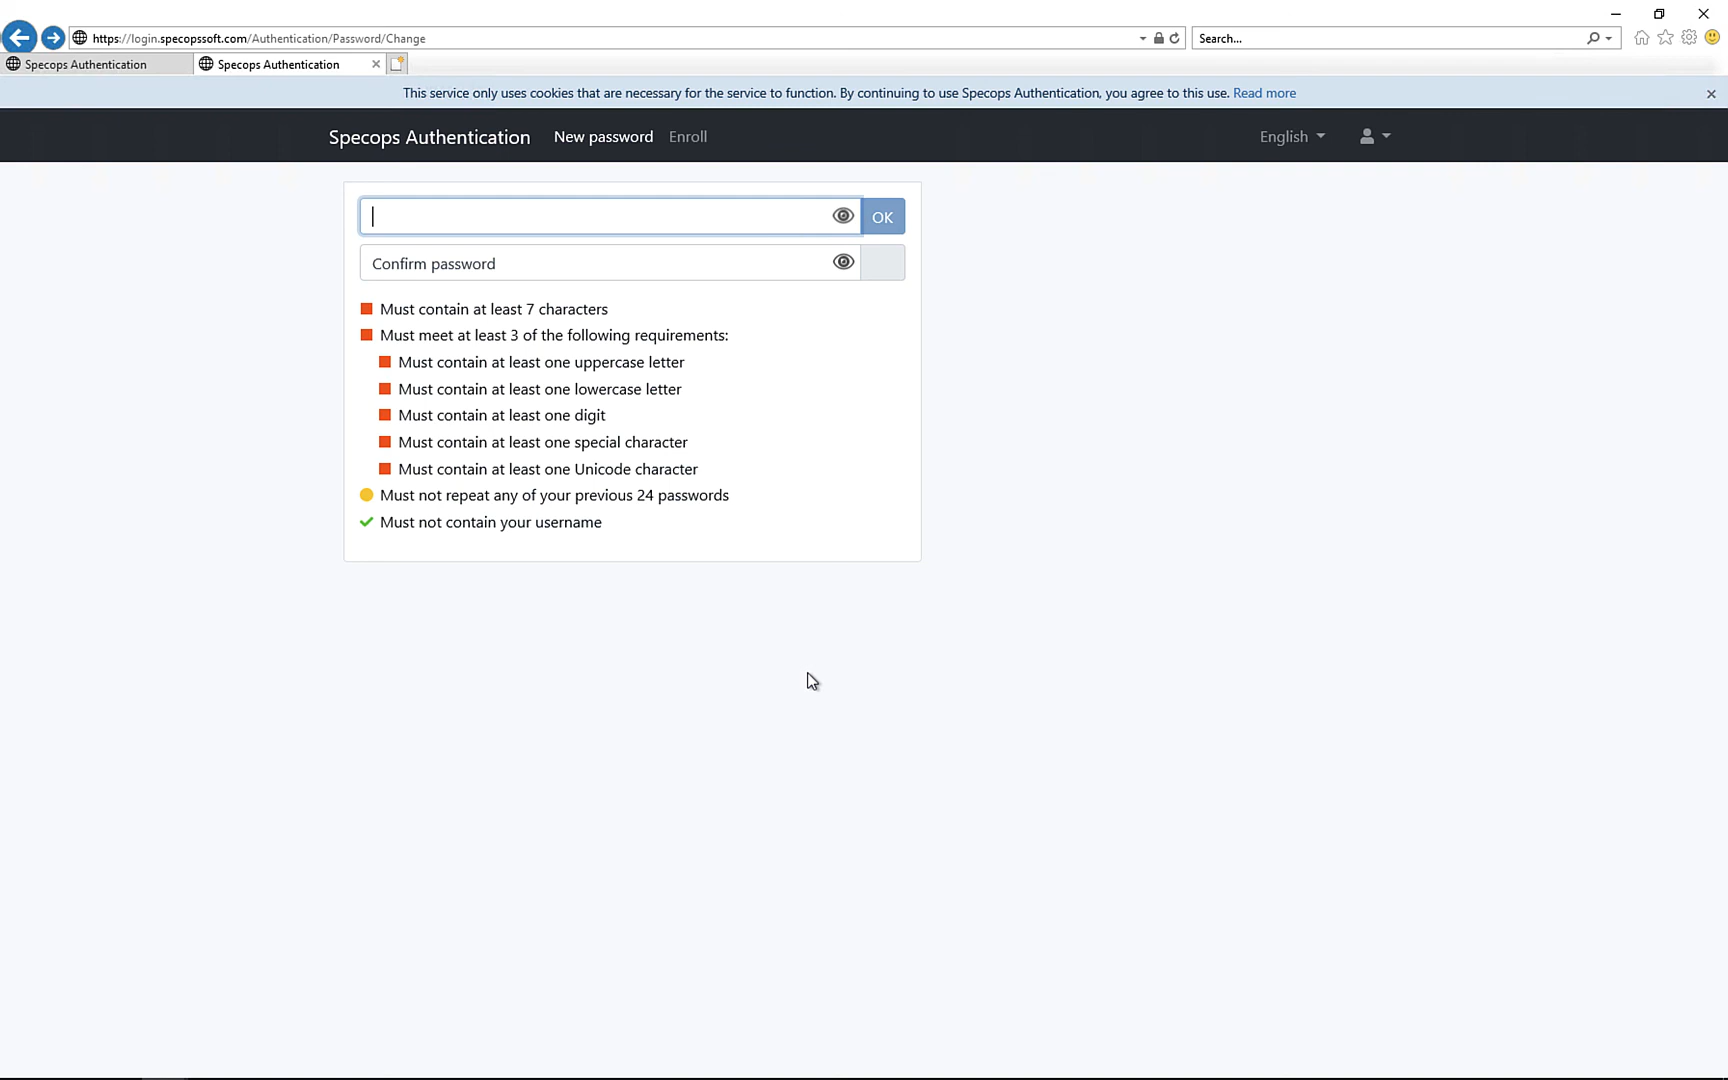 https://login.specopssoft.com/Authentication/Password/Change
Search...
Specops Authentication
Specops Authentication
This service only uses cookies that are necessary for the service to function. By continuing to use Specops Authentication, you agree to this use. Read more
Specops Authentication New password Enroll English
OK
Confirm password
Must contain at least 7 characters
Must meet at least 3 of the following requirements:
Must contain at least one uppercase letter
Must contain at least one lowercase letter
Must contain at least one digit
Must contain at least one special character
Must contain at least one Unicode character
Must not repeat any of your previous 24 passwords
Must not contain your username